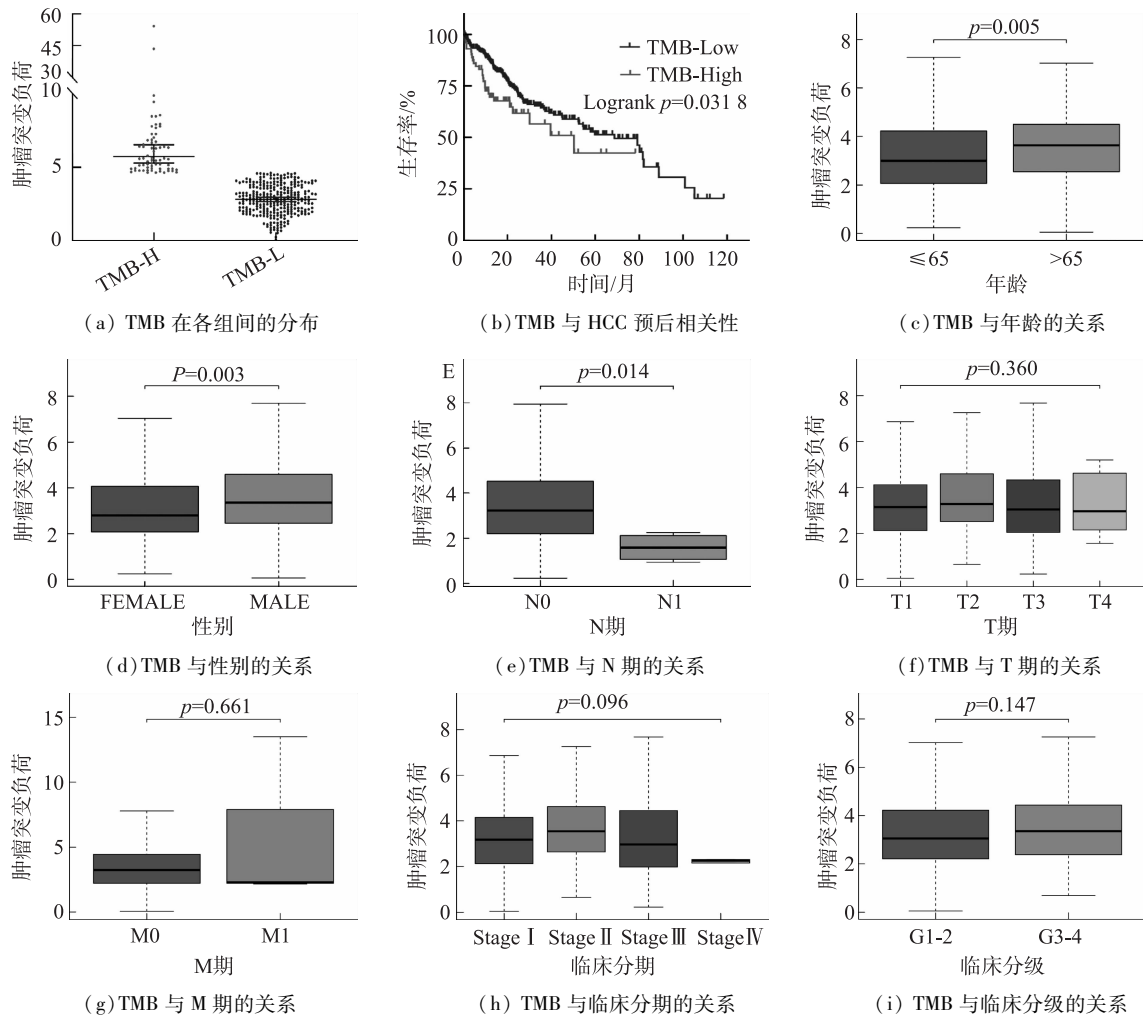 60
45
30
10
5
0
肿瘤突变负荷
TMB-H
TMB-L
(a) TMB 在各组间的分布
100
75
50
25
0
生存率/%
TMB-Low
TMB-High
Logrank p=0.031 8
0 20 40 60 80 100 120
时间/月
(b)TMB 与 HCC 预后相关性
8
6
4
2
0
肿瘤突变负荷
p=0.005
≤65 >65
年龄
(c)TMB 与年龄的关系
8
6
4
2
0
肿瘤突变负荷
P=0.003
FEMALE MALE
性别
(d)TMB 与性别的关系
E
8
6
4
2
0
肿瘤突变负荷
p=0.014
N0 N1
N期
(e)TMB 与 N 期的关系
8
6
4
2
0
肿瘤突变负荷
p=0.360
T1 T2 T3 T4
T期
(f)TMB 与 T 期的关系
15
10
5
0
肿瘤突变负荷
p=0.661
M0 M1
M期
(g)TMB 与 M 期的关系
8
6
4
2
0
肿瘤突变负荷
p=0.096
Stage Ⅰ Stage Ⅱ Stage Ⅲ Stage Ⅳ
临床分期
(h) TMB 与临床分期的关系
8
6
4
2
0
肿瘤突变负荷
p=0.147
G1-2 G3-4
临床分级
(i) TMB 与临床分级的关系